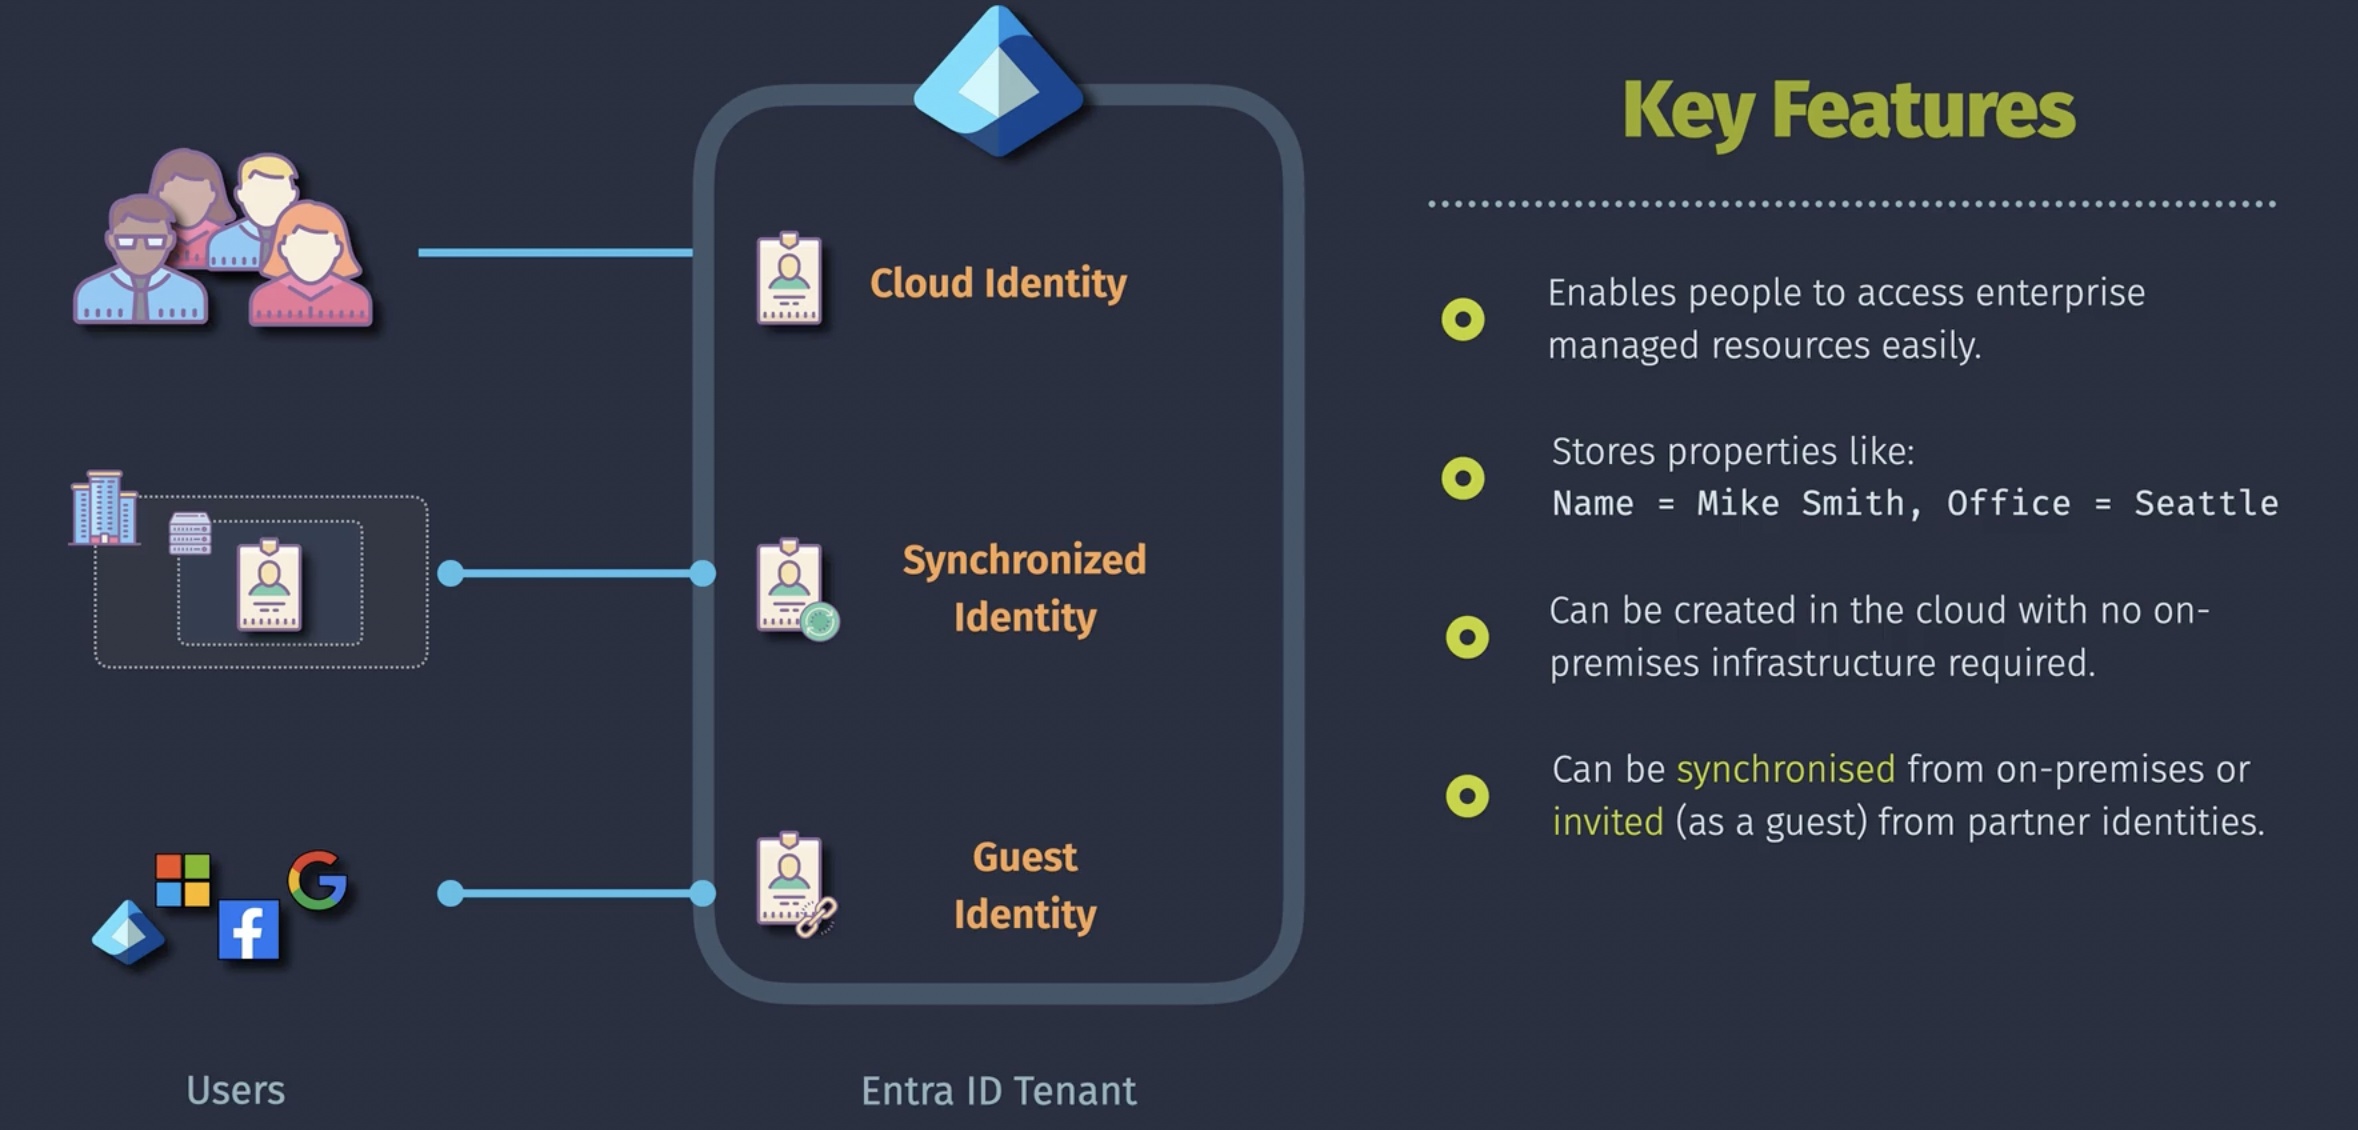 Cloud Identity
Synchronized
Identity
Guest
Identity
Users
Entra ID Tenant
Key Features
Enables people to access enterprise
managed resources easily.
Stores properties like:
Name = Mike Smith, Office = Seattle
Can be created in the cloud with no on-
premises infrastructure required.
Can be synchronised from on-premises or
invited (as a guest) from partner identities.